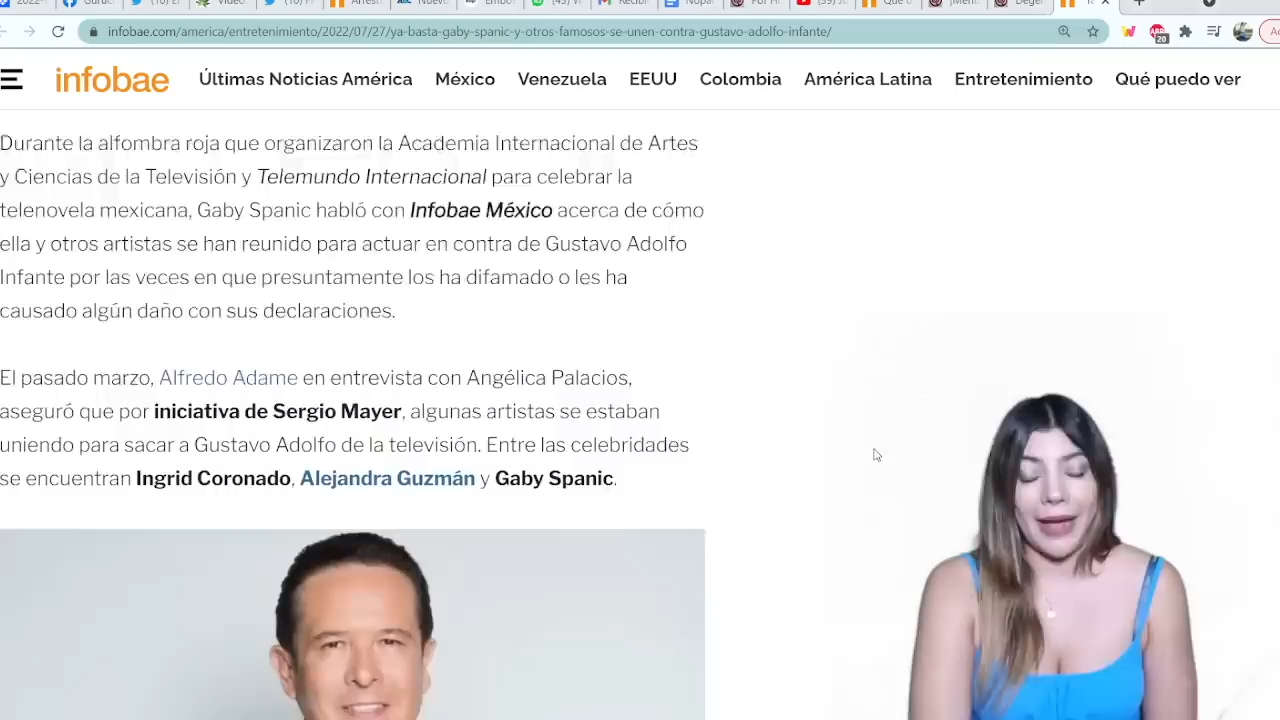 infobae.com/america/entretenimiento/2022/07/27/ya-basta-gaby-spanic-y-otros-famosos-se-unen-contra-gustavo-adolfo-infante/
20
infobae Últimas Noticias América México Venezuela EEUU Colombia América Latina Entretenimiento Qué puedo ver
Durante la alfombra roja que organizaron la Academia Internacional de Artes
y Ciencias de la Televisión y Telemundo Internacional para celebrar la
telenovela mexicana, Gaby Spanic habló con Infobae México acerca de cómo
ella y otros artistas se han reunido para actuar en contra de Gustavo Adolfo
Infante por las veces en que presuntamente los ha difamado o les ha
causado algún daño con sus declaraciones.
El pasado marzo, Alfredo Adame en entrevista con Angélica Palacios,
aseguró que por iniciativa de Sergio Mayer, algunas artistas se estaban
uniendo para sacar a Gustavo Adolfo de la televisión. Entre las celebridades
se encuentran Ingrid Coronado, Alejandra Guzmán y Gaby Spanic.